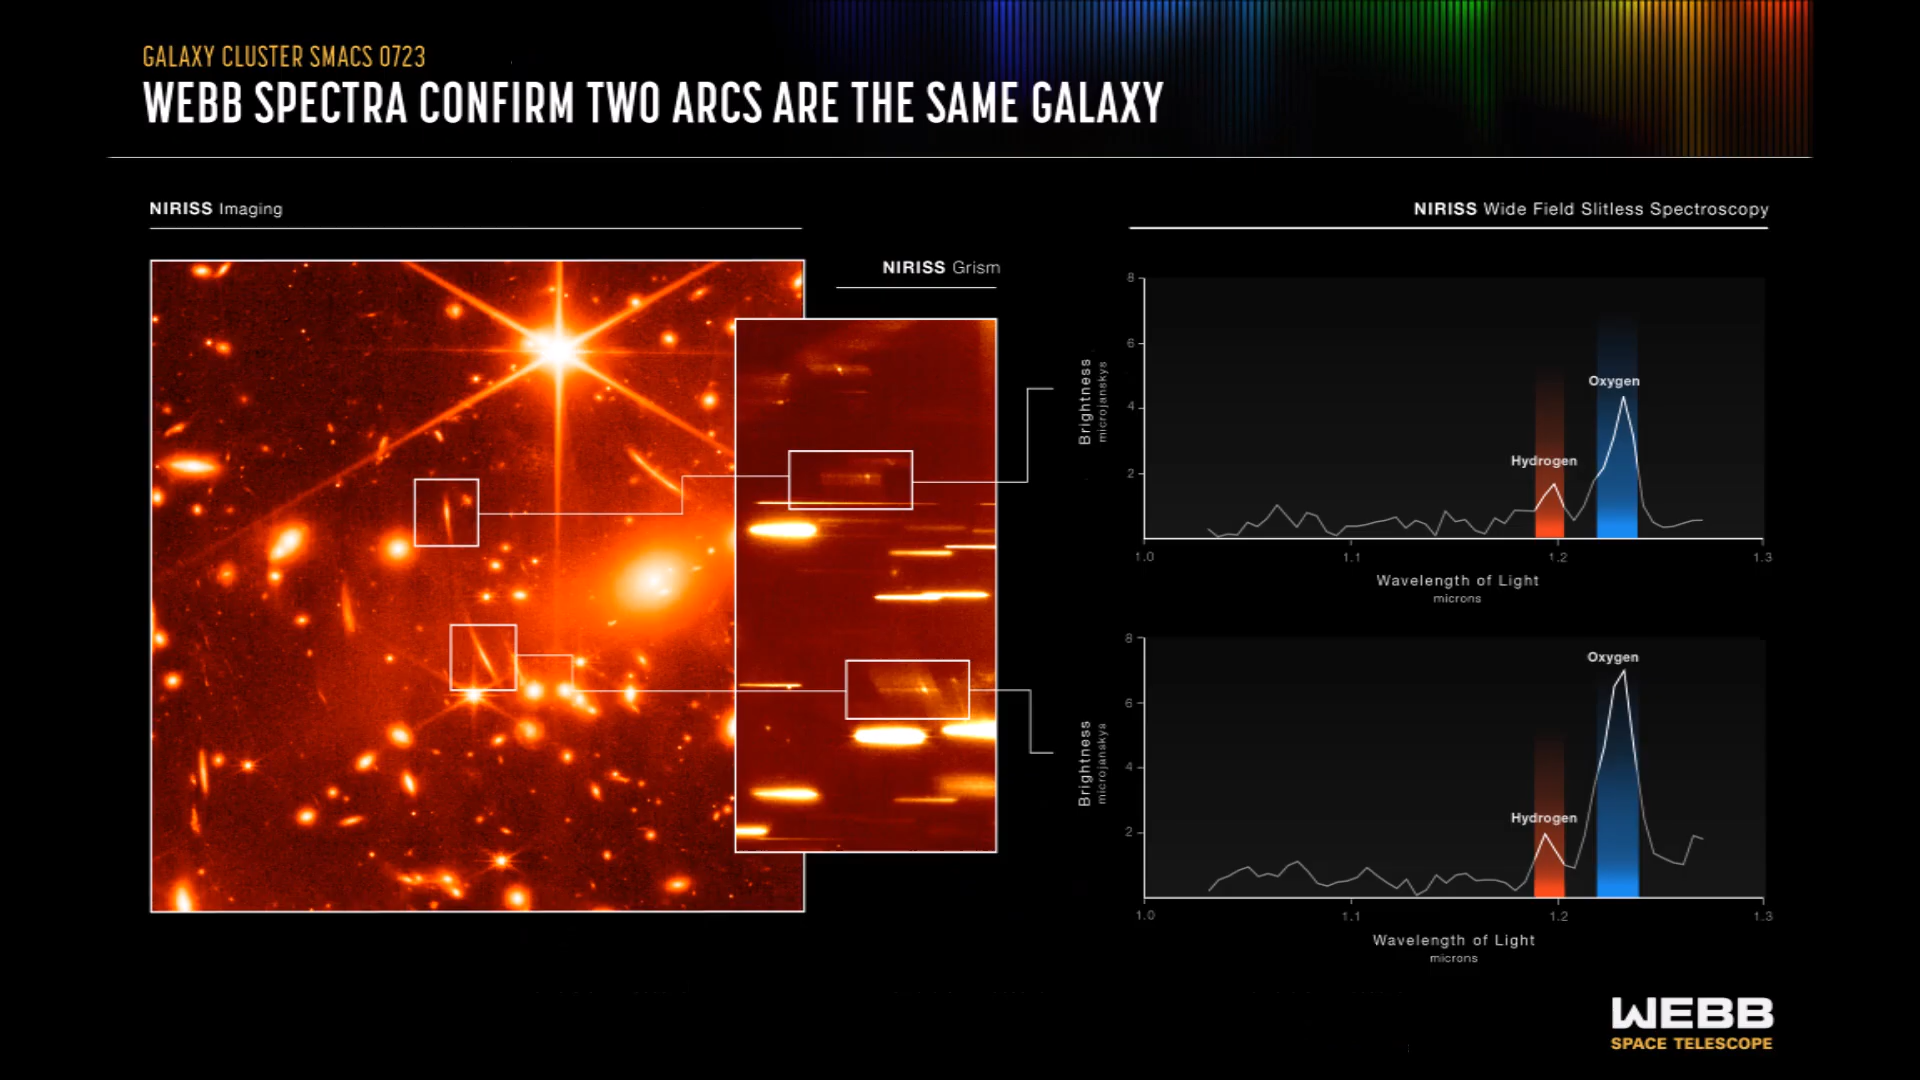 GALAXY CLUSTER SMACS 0723
WEBB SPECTRA CONFIRM TWO ARCS ARE THE SAME GALAXY
NIRISS Imaging
NIRISS Grism
NIRISS Wide Field Slitless Spectroscopy
8
6
4
2
Brightness
microjanskys
Oxygen
Hydrogen
1.0 1.1 1.2 1.3
Wavelength of Light
microns
8
6
4
2
Brightness
microjanskys
Oxygen
Hydrogen
1.0 1.1 1.2 1.3
Wavelength of Light
microns
WEBB
SPACE TELESCOPE